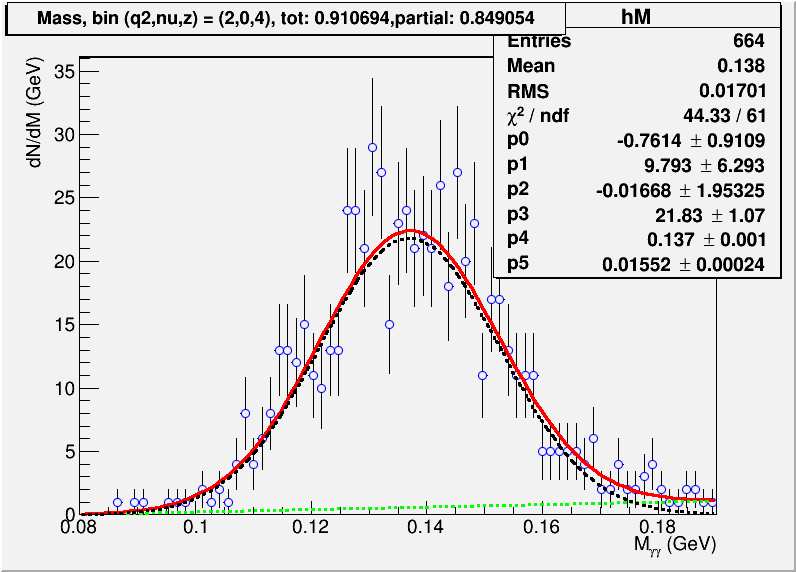 Mass, bin (q2,nu,z) = (2,0,4), tot: 0.910694,partial: 0.849054
hM
Entries 664
Mean 0.138
RMS 0.01701
χ² / ndf 44.33 / 61
p0 -0.7614 ± 0.9109
p1 9.793 ± 6.293
p2 -0.01668 ± 1.95325
p3 21.83 ± 1.07
p4 0.137 ± 0.001
p5 0.01552 ± 0.00024
dN/dM (GeV)
35
30
25
20
15
10
5
0
0.08 0.1 0.12 0.14 0.16 0.18
Mγγ (GeV)